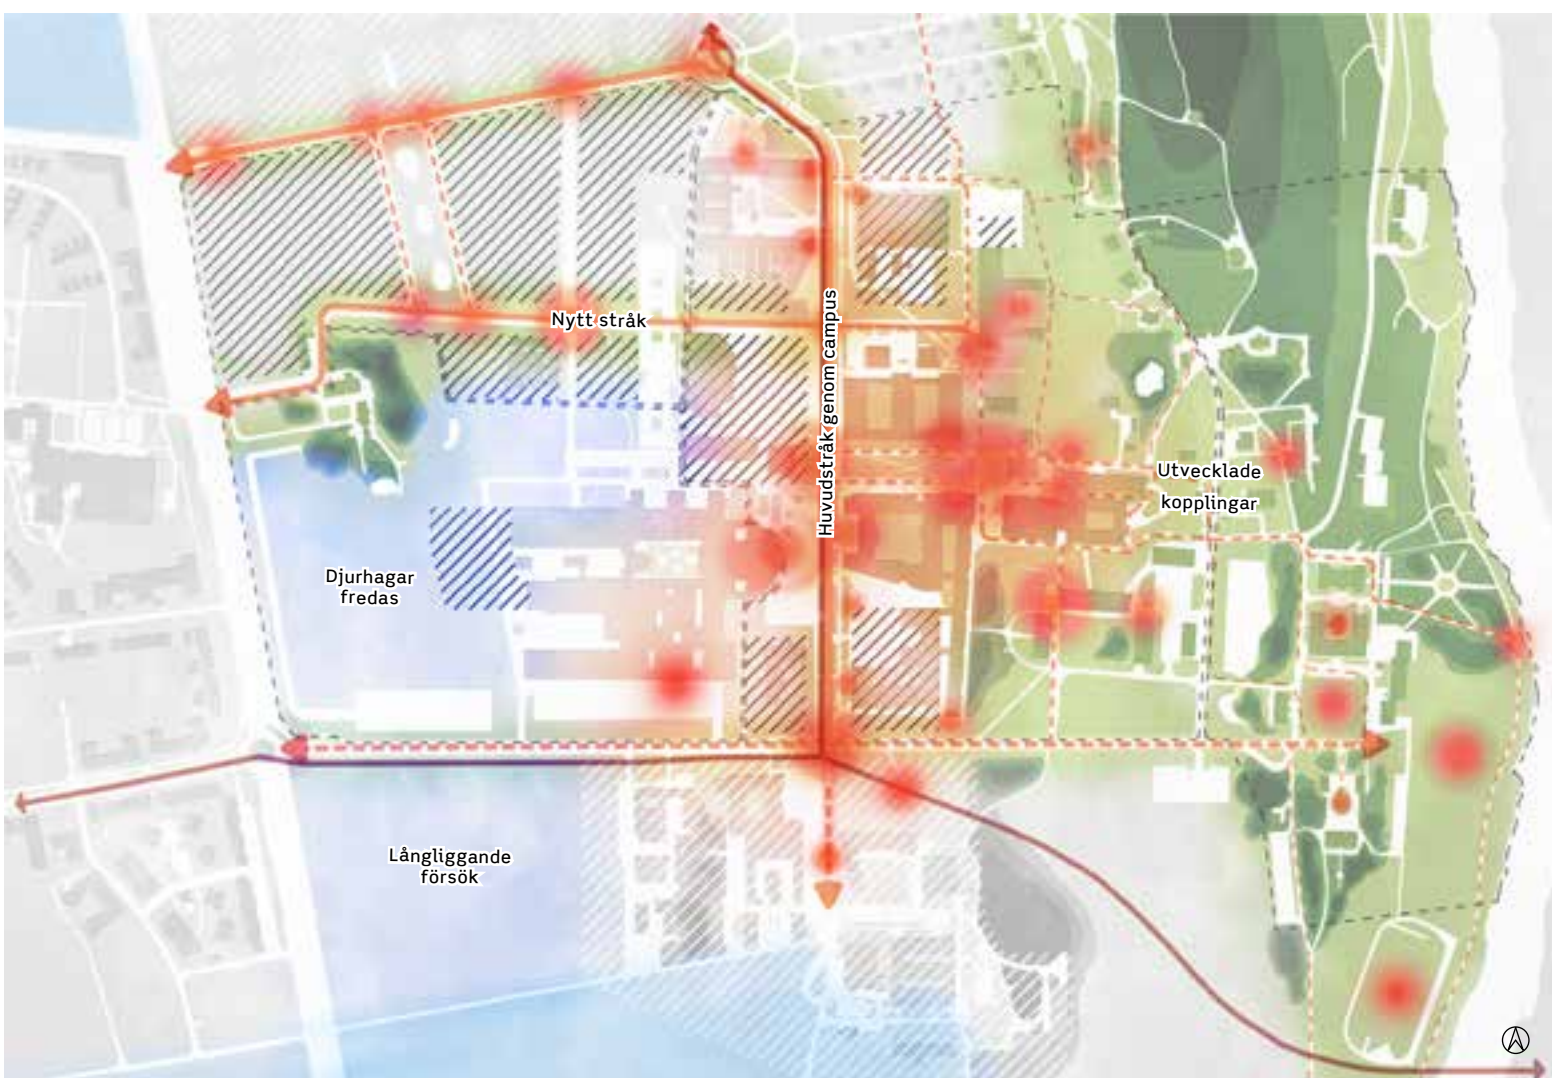 Nytt stråk
Huvudstråk genom campus
Utvecklade
kopplingar
Djurhagar
fredas
Långliggande
försök